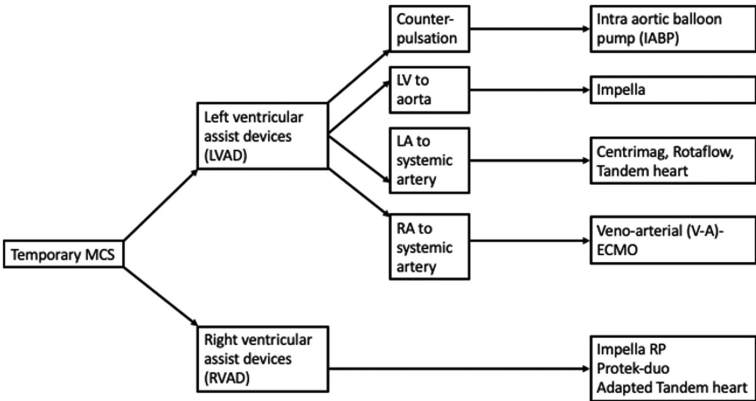 Temporary MCS
Left ventricular
assist devices
(LVAD)
Right ventricular
assist devices
(RVAD)
Counter-
pulsation
LV to
aorta
LA to
systemic
artery
RA to
systemic
artery
Intra aortic balloon
pump (IABP)
Impella
Centrimag, Rotaflow,
Tandem heart
Veno-arterial (V-A)-
ECMO
Impella RP
Protek-duo
Adapted Tandem heart